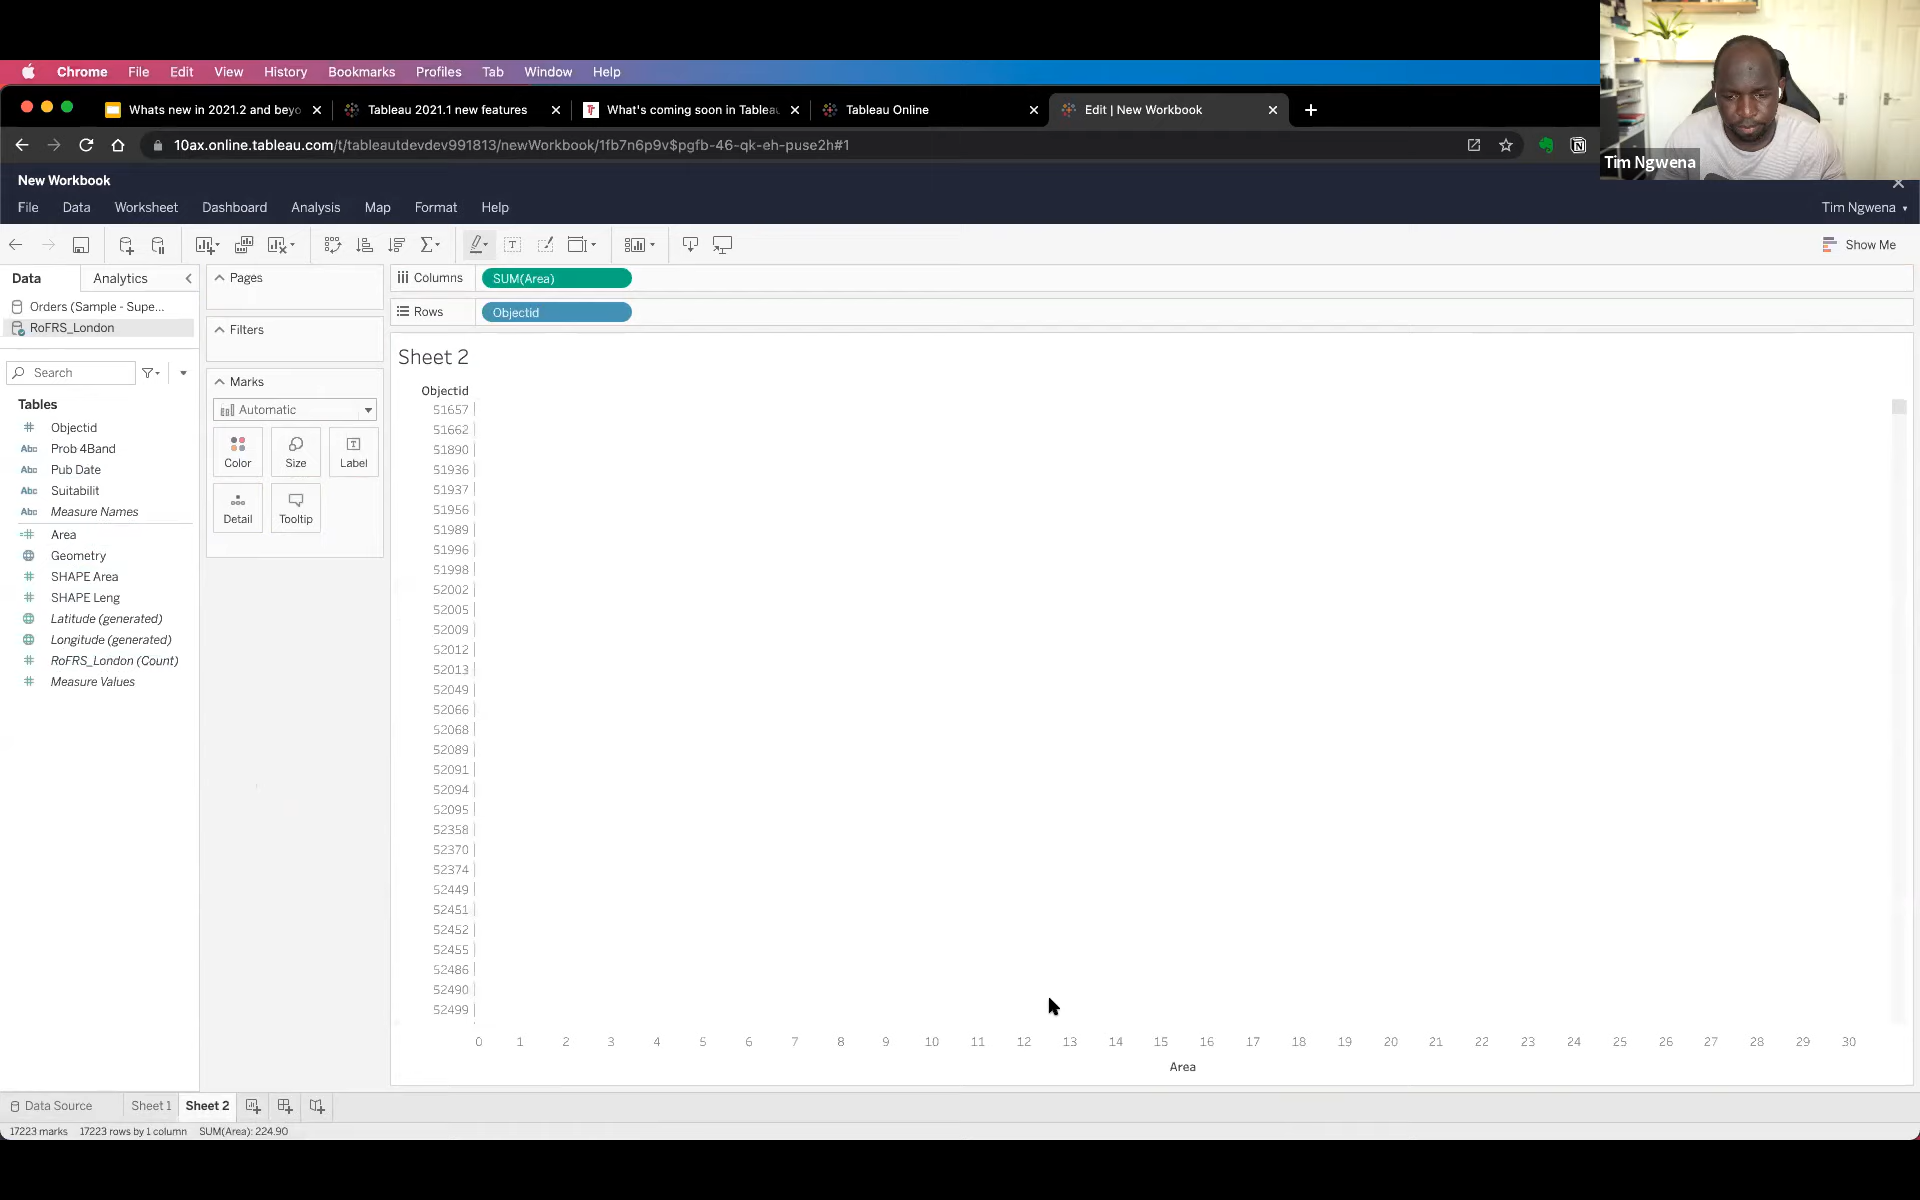 Chrome File Edit View History Bookmarks Profiles Tab Window Help
Whats new in 2021.2 and beyo
Tableau 2021.1 new features
What's coming soon in Tableau
Tableau Online
Edit | New Workbook
10ax.online.tableau.com/t/tableautdevdev991813/newWorkbook/1fb7n6p9v$pgfb-46-qk-eh-puse2h#1
Tim Ngwena
New Workbook
File Data Worksheet Dashboard Analysis Map Format Help
Tim Ngwena
Show Me
Data Analytics
Orders (Sample - Supe...
RoFRS_London
Search
Tables
Objectid
Prob 4Band
Pub Date
Suitabilit
Measure Names
Area
Geometry
SHAPE Area
SHAPE Leng
Latitude (generated)
Longitude (generated)
RoFRS_London (Count)
Measure Values
Pages
Filters
Marks
Automatic
Color Size Label
Detail Tooltip
Columns SUM(Area)
Rows Objectid
Sheet 2
Objectid
51657
51662
51890
51936
51937
51956
51989
51996
51998
52002
52005
52009
52012
52013
52049
52066
52068
52089
52091
52094
52095
52358
52370
52374
52449
52451
52452
52455
52486
52490
52499
0 1 2 3 4 5 6 7 8 9 10 11 12 13 14 15 16 17 18 19 20 21 22 23 24 25 26 27 28 29 30
Area
Data Source Sheet 1 Sheet 2
17223 marks 17223 rows by 1 column SUM(Area): 224.90